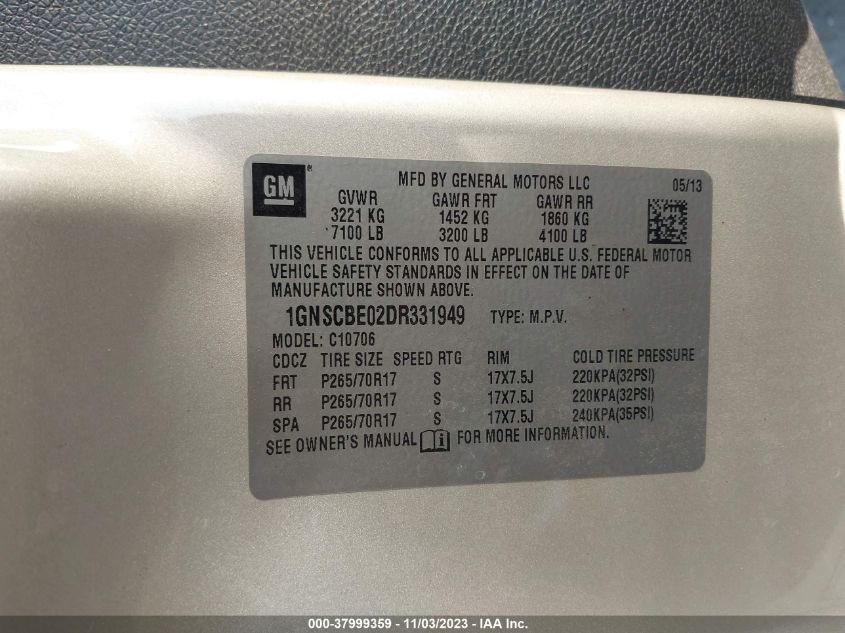 GM ®
MFD BY GENERAL MOTORS LLC 05/13
GVWR GAWR FRT GAWR RR
3221 KG 1452 KG 1860 KG
7100 LB 3200 LB 4100 LB
THIS VEHICLE CONFORMS TO ALL APPLICABLE U.S. FEDERAL MOTOR
VEHICLE SAFETY STANDARDS IN EFFECT ON THE DATE OF
MANUFACTURE SHOWN ABOVE.
1GNSCBE02DR331949 TYPE: M.P.V.
MODEL: C10706
CDCZ TIRE SIZE SPEED RTG RIM COLD TIRE PRESSURE
FRT P265/70R17 S 17X7.5J 220KPA(32PSI)
RR P265/70R17 S 17X7.5J 220KPA(32PSI)
SPA P265/70R17 S 17X7.5J 240KPA(35PSI)
SEE OWNER'S MANUAL i FOR MORE INFORMATION.
000-37999359 - 11/03/2023 - IAA Inc.